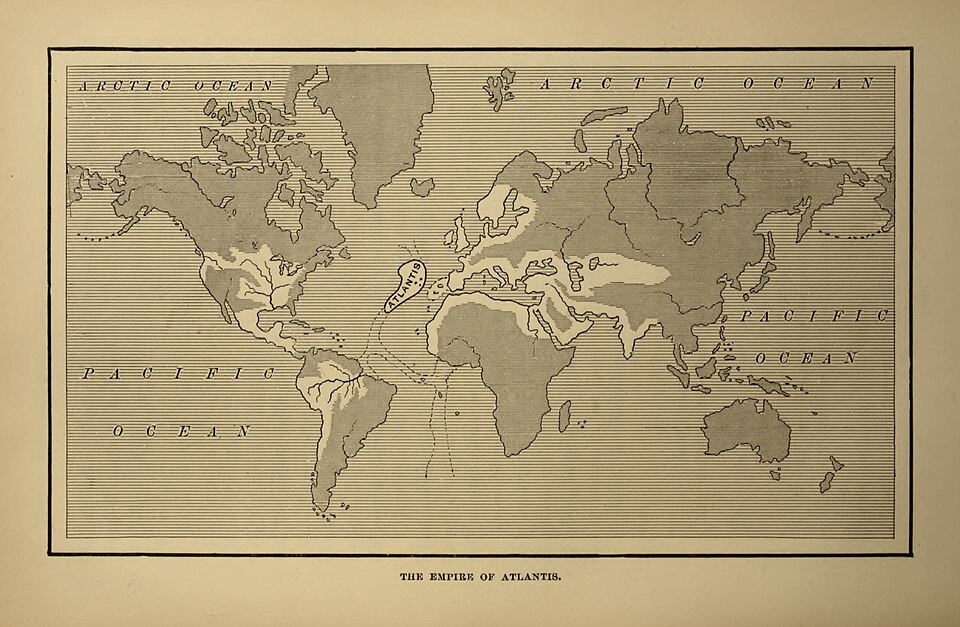 ARCTIC OCEAN
ARCTIC OCEAN
ATLANTIS
PACIFIC
OCEAN
PACIFIC
OCEAN
THE EMPIRE OF ATLANTIS.